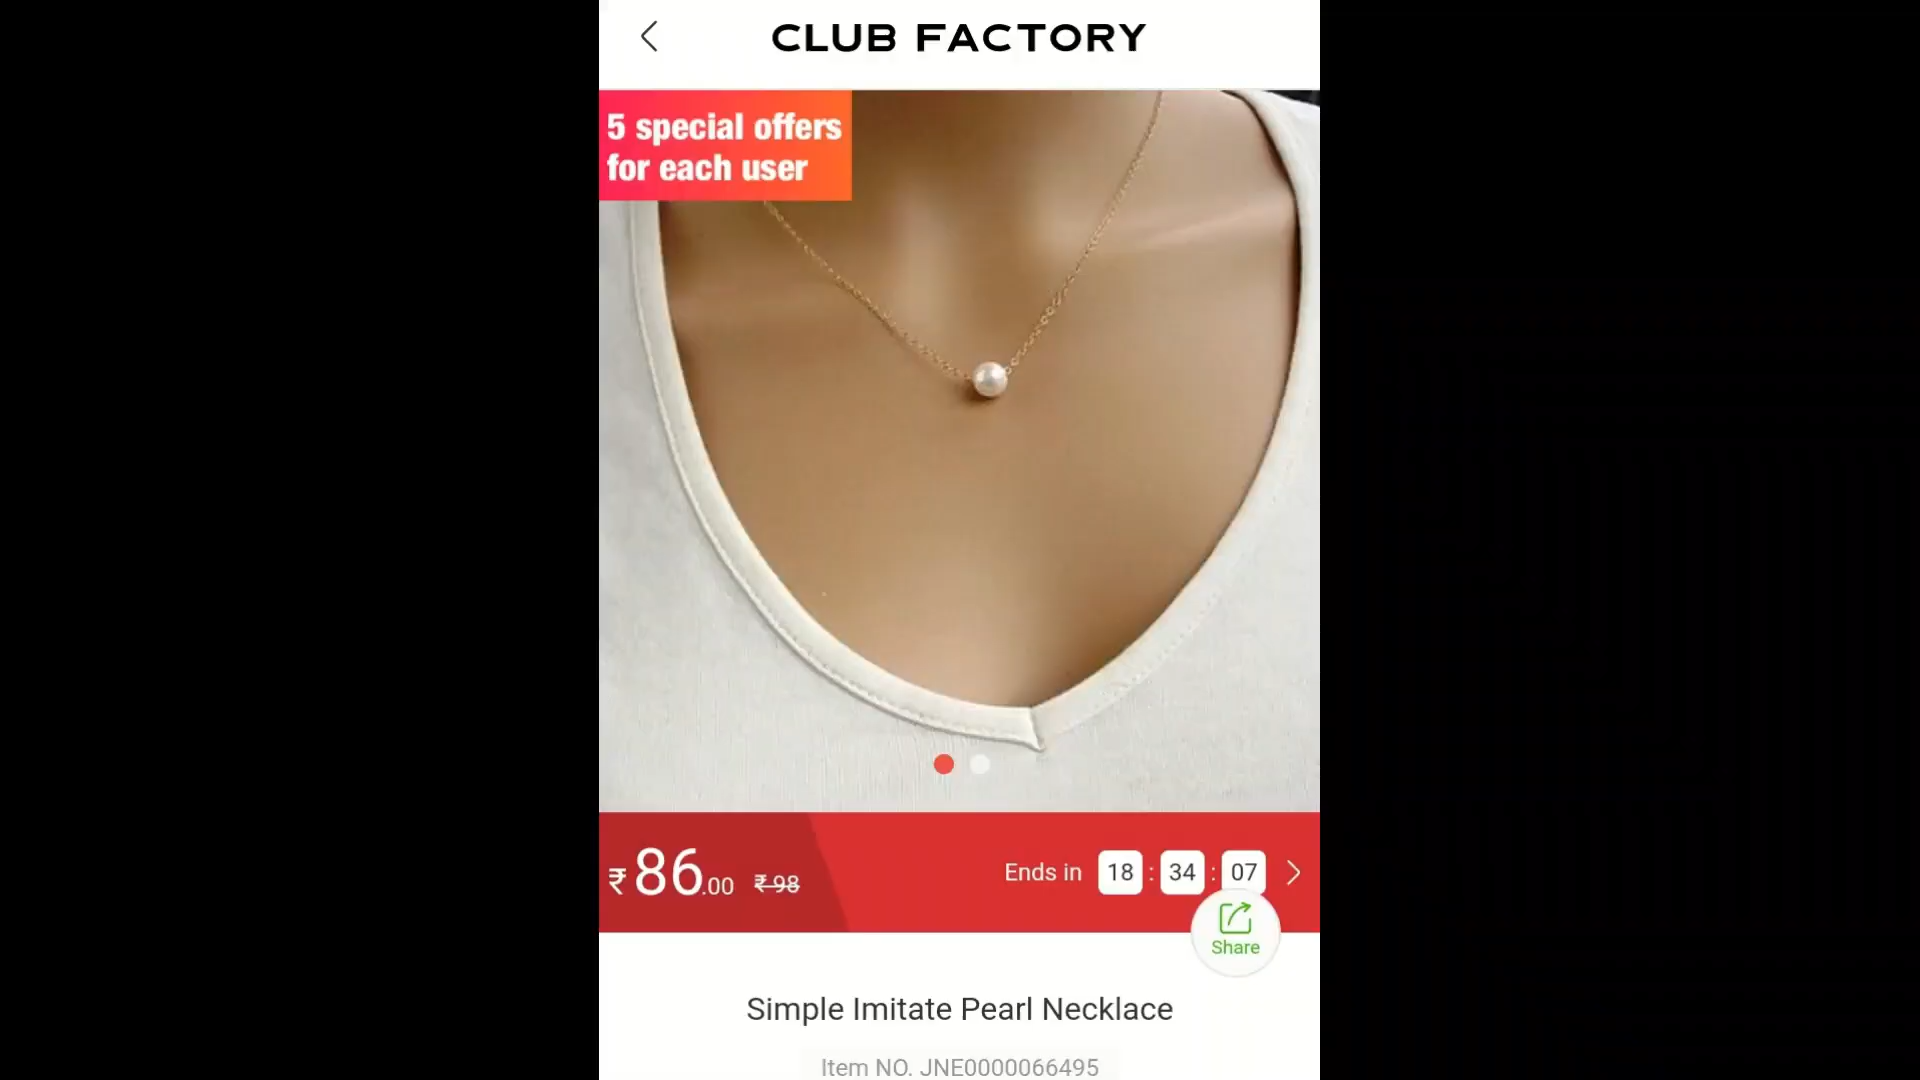 CLUB FACTORY
5 special offers
for each user
₹86.00 ₹98 Ends in 18 : 34 : 07
Share
Simple Imitate Pearl Necklace
Item NO. JNE0000066495